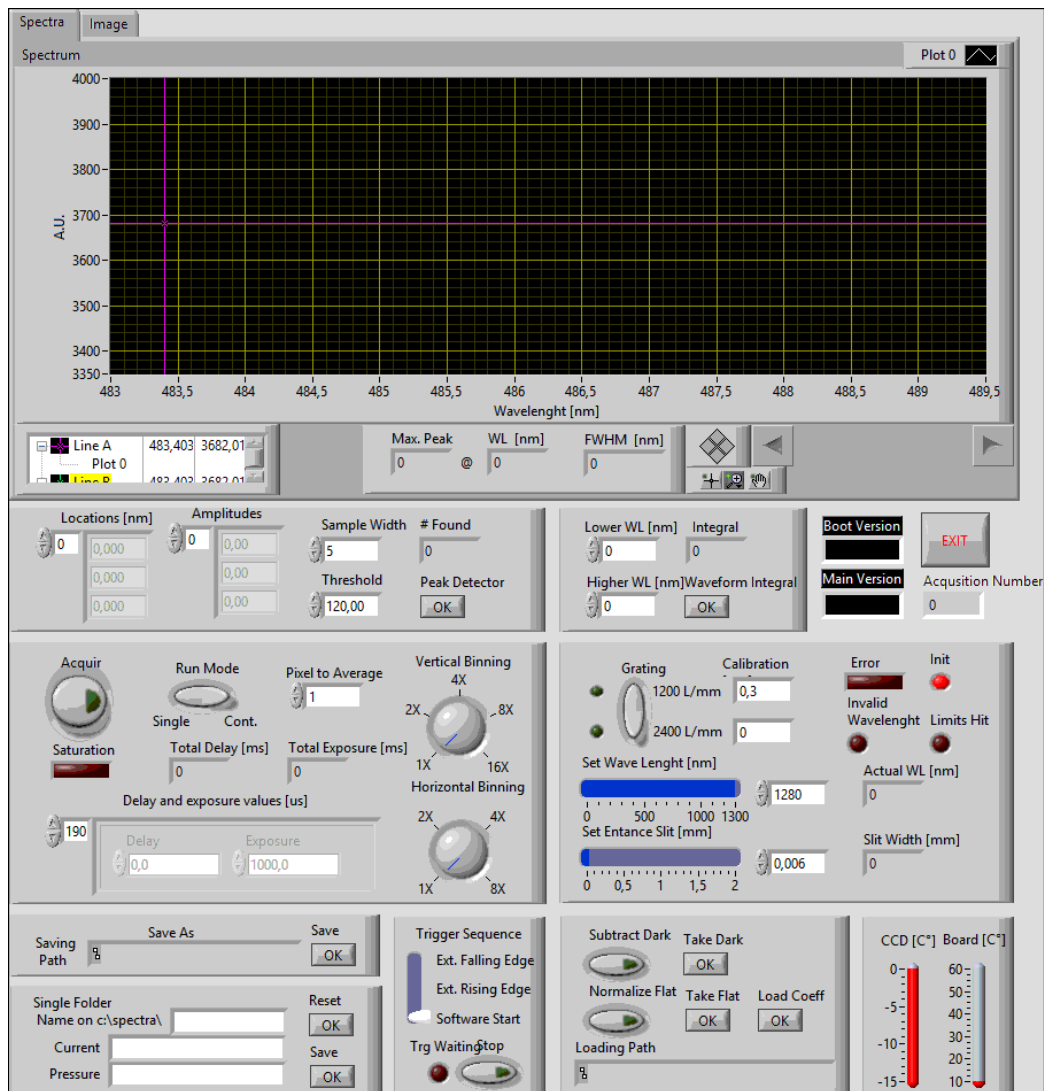 Spectra Image
Spectrum Plot 0
4000
3900
3800
3700
3600
3500
3400
3350
A.U.
483 483,5 484 484,5 485 485,5 486 486,5 487 487,5 488 488,5 489 489,5
Wavelenght [nm]
Line A 483,403 3682,01
Plot 0
Line B 483,403 3682,01
Max. Peak WL [nm] FWHM [nm]
0 @ 0 0
Locations [nm] Amplitudes
0 0,000 0 0,00
0,000 0,00
0,000 0,00
Sample Width # Found
5 0
Threshold Peak Detector
120,00 OK
Lower WL [nm] Integral
0 0
Higher WL [nm] Waveform Integral
0 OK
Boot Version
Main Version
EXIT
Acqusition Number
0
Acquir
Run Mode
Single Cont.
Pixel to Average
1
Saturation
Total Delay [ms] Total Exposure [ms]
0 0
Delay and exposure values [us]
190
Delay Exposure
0,0 1000,0
Vertical Binning
4X
2X 8X
1X 16X
Horizontal Binning
2X 4X
1X 8X
Grating Calibration
1200 L/mm 0,3
2400 L/mm 0
Error Init
Invalid
Wavelenght Limits Hit
Set Wave Lenght [nm]
1280
0 500 1000 1300
Actual WL [nm]
0
Set Entance Slit [mm]
0,006
0 0,5 1 1,5 2
Slit Width [mm]
0
Save As Save
Saving
Path
OK
Single Folder
Name on c:\spectra\
Reset
OK
Current
Pressure
Save
OK
Trigger Sequence
Ext. Falling Edge
Ext. Rising Edge
Software Start
Trg Waiting Stop
Subtract Dark Take Dark
OK
Normalize Flat Take Flat Load Coeff
OK OK
Loading Path
CCD [C°] Board [C°]
0 60
-5 50
40
-10 30
20
-15 10